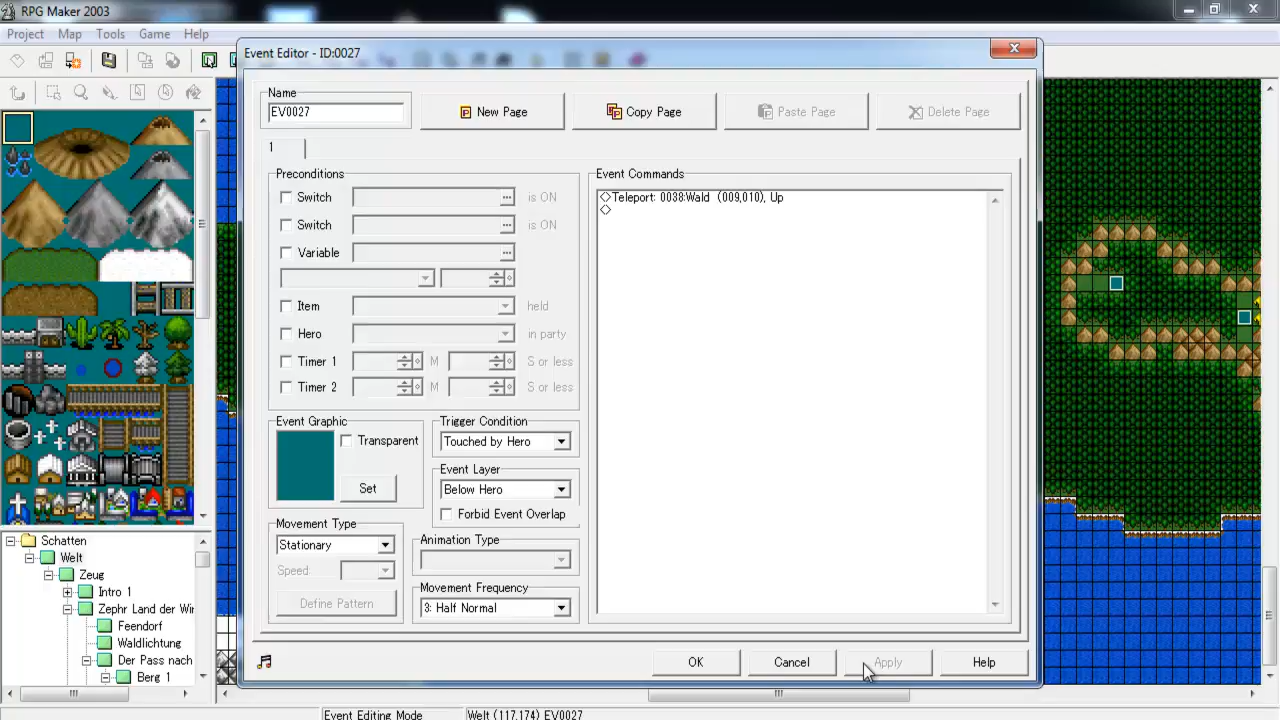 RPG Maker 2003
Project Map Tools Game Help
Event Editor - ID:0027
Name
EV0027
New Page
Copy Page
Paste Page
Delete Page
1
Preconditions
Switch ... is ON
Switch ... is ON
Variable ...
Item held
Hero in party
Timer 1 M S or less
Timer 2 M S or less
Event Graphic
Transparent
Set
Trigger Condition
Touched by Hero
Event Layer
Below Hero
Forbid Event Overlap
Movement Type
Stationary
Speed:
Define Pattern
Animation Type
Movement Frequency
3: Half Normal
Event Commands
◇Teleport: 0038:Wald (009,010), Up
◇
OK
Cancel
Apply
Help
Schatten
Welt
Zeug
Intro 1
Zephr Land der Wir
Feendorf
Waldlichtung
Der Pass nach
Berg 1
Event Editing Mode
Welt (117,174) EV0027